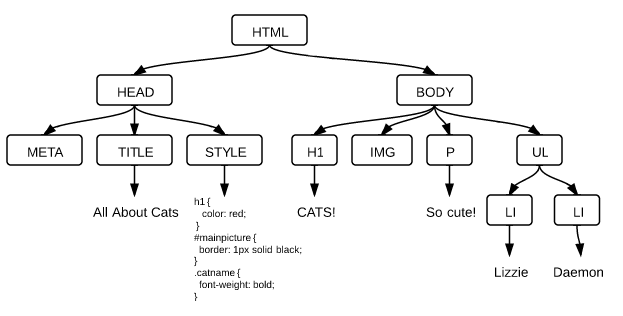 HTML
HEAD
BODY
META
TITLE
STYLE
H1
IMG
P
UL
All About Cats
h1 {
color: red;
}
#mainpicture {
border: 1px solid black;
}
.catname {
font-weight: bold;
}
CATS!
So cute!
LI
LI
Lizzie
Daemon